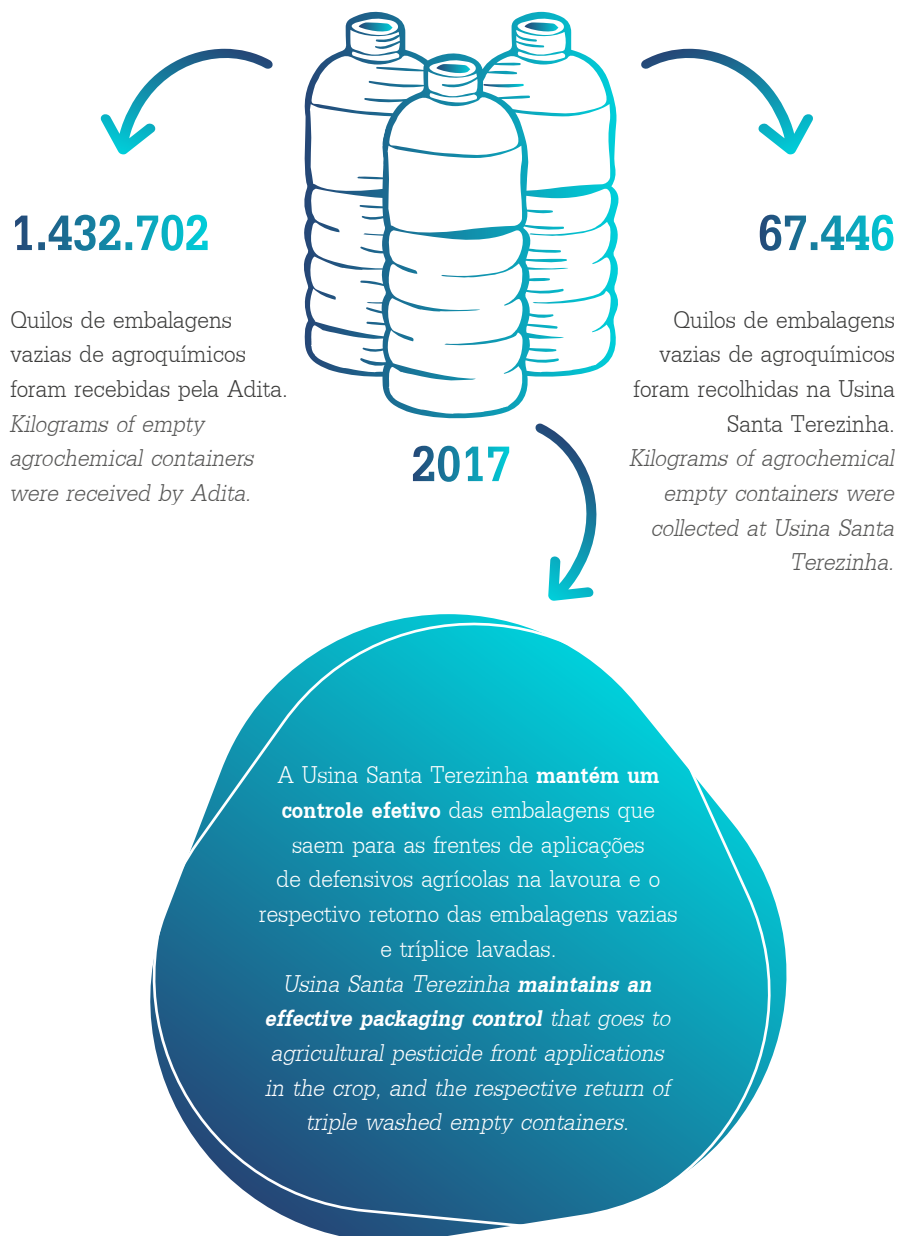 1.432.702
Quilos de embalagens
vazias de agroquímicos
foram recebidas pela Adita.
Kilograms of empty
agrochemical containers
were received by Adita.
67.446
Quilos de embalagens
vazias de agroquímicos
foram recolhidas na Usina
Santa Terezinha.
Kilograms of agrochemical
empty containers were
collected at Usina Santa
Terezinha.
2017
A Usina Santa Terezinha mantém um
controle efetivo das embalagens que
saem para as frentes de aplicações
de defensivos agrícolas na lavoura e o
respectivo retorno das embalagens vazias
e tríplice lavadas.
Usina Santa Terezinha maintains an
effective packaging control that goes to
agricultural pesticide front applications
in the crop, and the respective return of
triple washed empty containers.